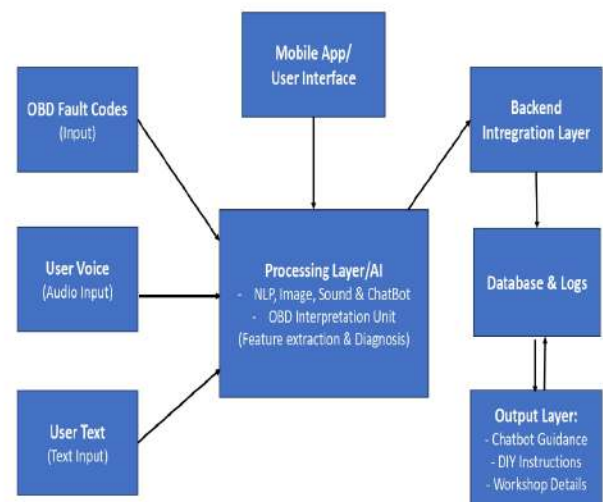 Mobile App/
User Interface
OBD Fault Codes
(Input)
Backend
Intregration Layer
User Voice
(Audio Input)
Processing Layer/AI
- NLP, Image, Sound & ChatBot
- OBD Interpretation Unit
(Feature extraction & Diagnosis)
Database & Logs
User Text
(Text Input)
Output Layer:
- Chatbot Guidance
- DIY Instructions
- Workshop Details